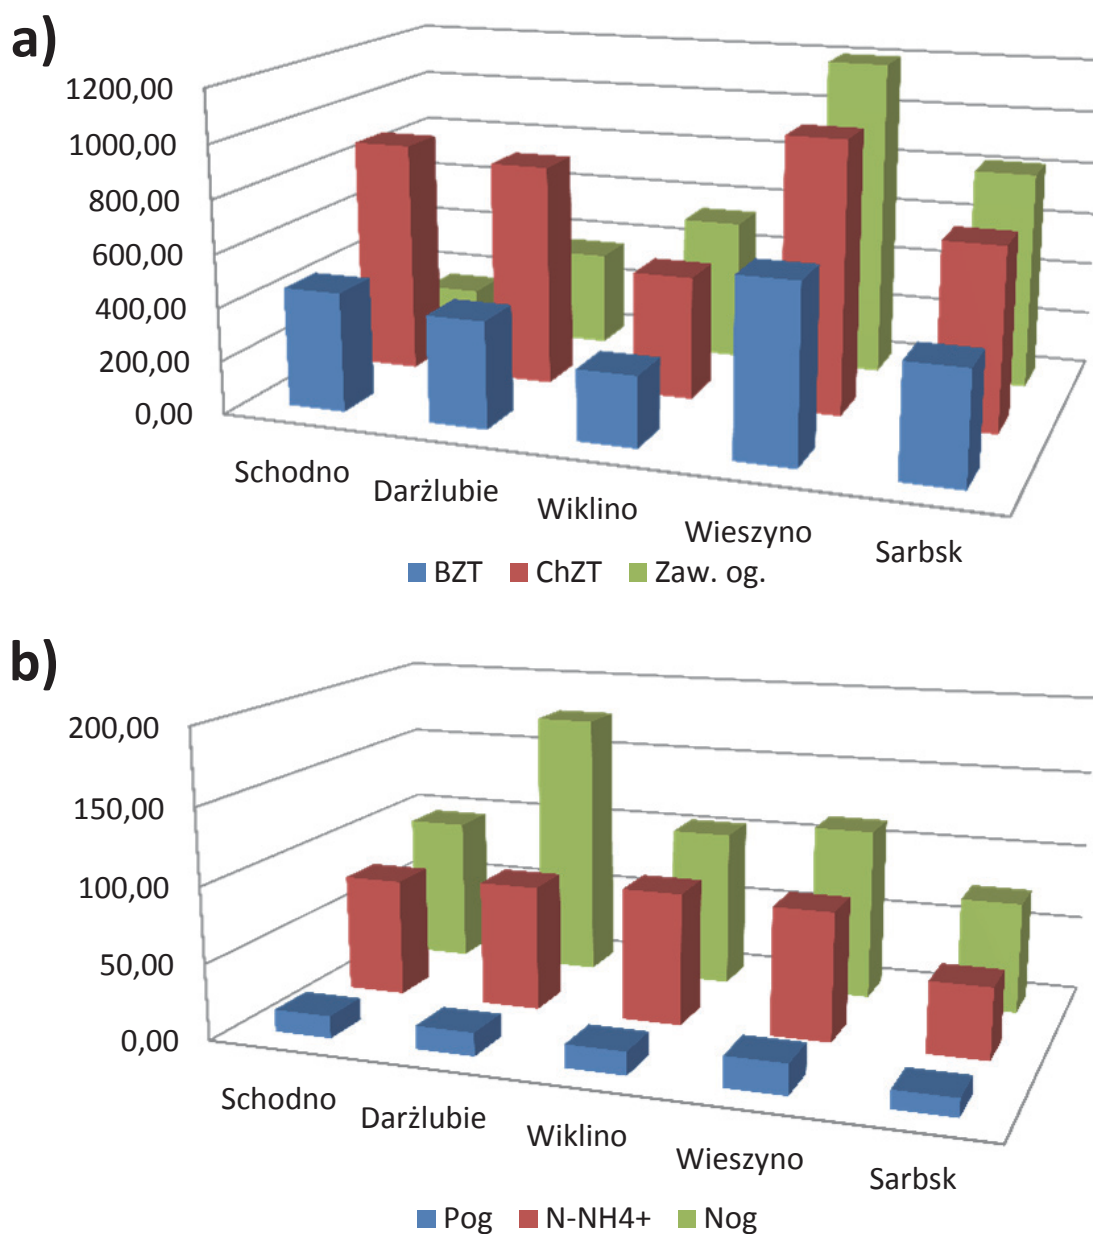 a)
1200,00
1000,00
800,00
600,00
400,00
200,00
0,00
Schodno
Darżlubie
Wiklino
Wieszyno
Sarbsk
BZT ChZT Zaw. og.
b)
200,00
150,00
100,00
50,00
0,00
Schodno
Darżlubie
Wiklino
Wieszyno
Sarbsk
Pog N-NH4+ Nog